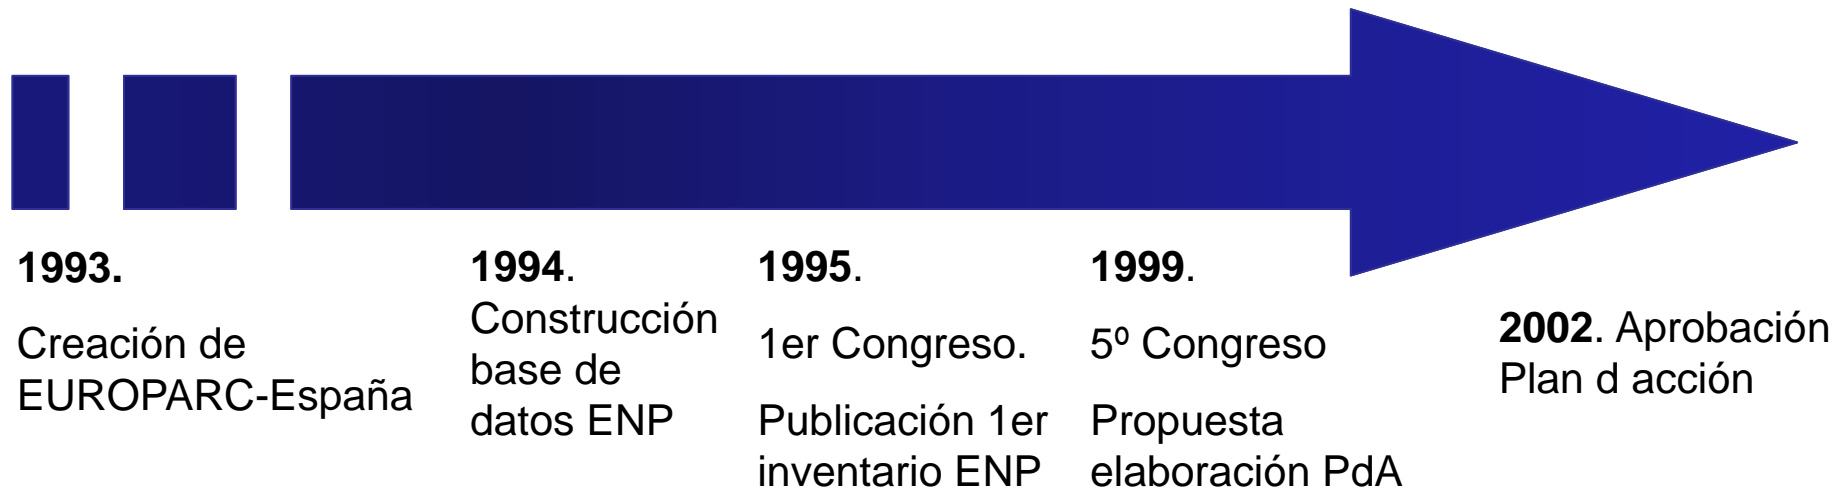 1993.
Creación de
EUROPARC-España
1994.
Construcción
base de
datos ENP
1995.
1er Congreso.
Publicación 1er
inventario ENP
1999.
5º Congreso
Propuesta
elaboración PdA
2002. Aprobación
Plan d acción